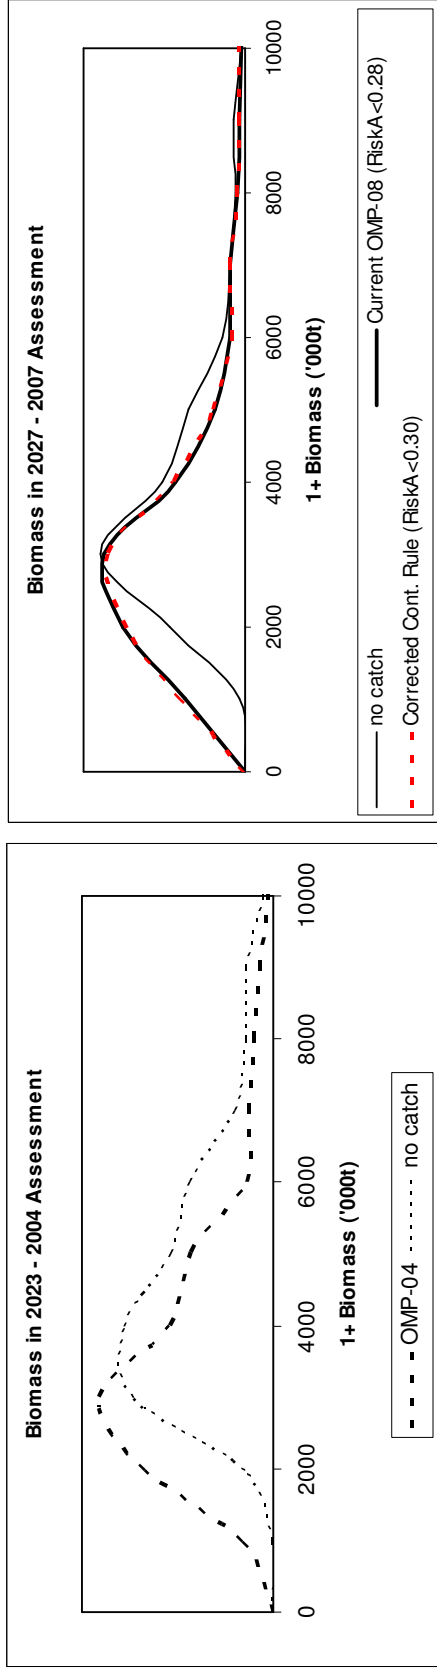 Biomass in 2023 - 2004 Assessment
0 2000 4000 6000 8000 10000
1+ Biomass ('000t)
OMP-04 no catch
Biomass in 2027 - 2007 Assessment
0 2000 4000 6000 8000 10000
1+ Biomass ('000t)
no catch Current OMP-08 (RiskA<0.28)
Corrected Cont. Rule (RiskA<0.30)